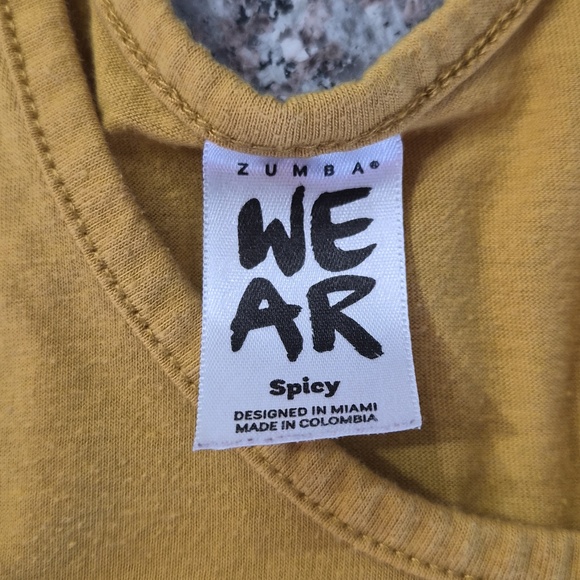 ZUMBA®
WE
AR
Spicy
DESIGNED IN MIAMI
MADE IN COLOMBIA